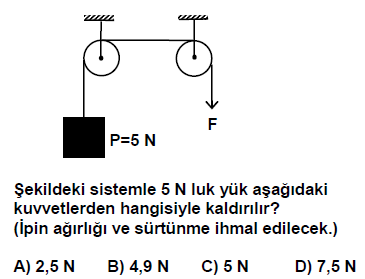 F
P=5 N
Şekildeki sistemle 5 N luk yük aşağıdaki
kuvvetlerden hangisiyle kaldırılır?
(İpin ağırlığı ve sürtünme ihmal edilecek.)
A) 2,5 N B) 4,9 N C) 5 N D) 7,5 N